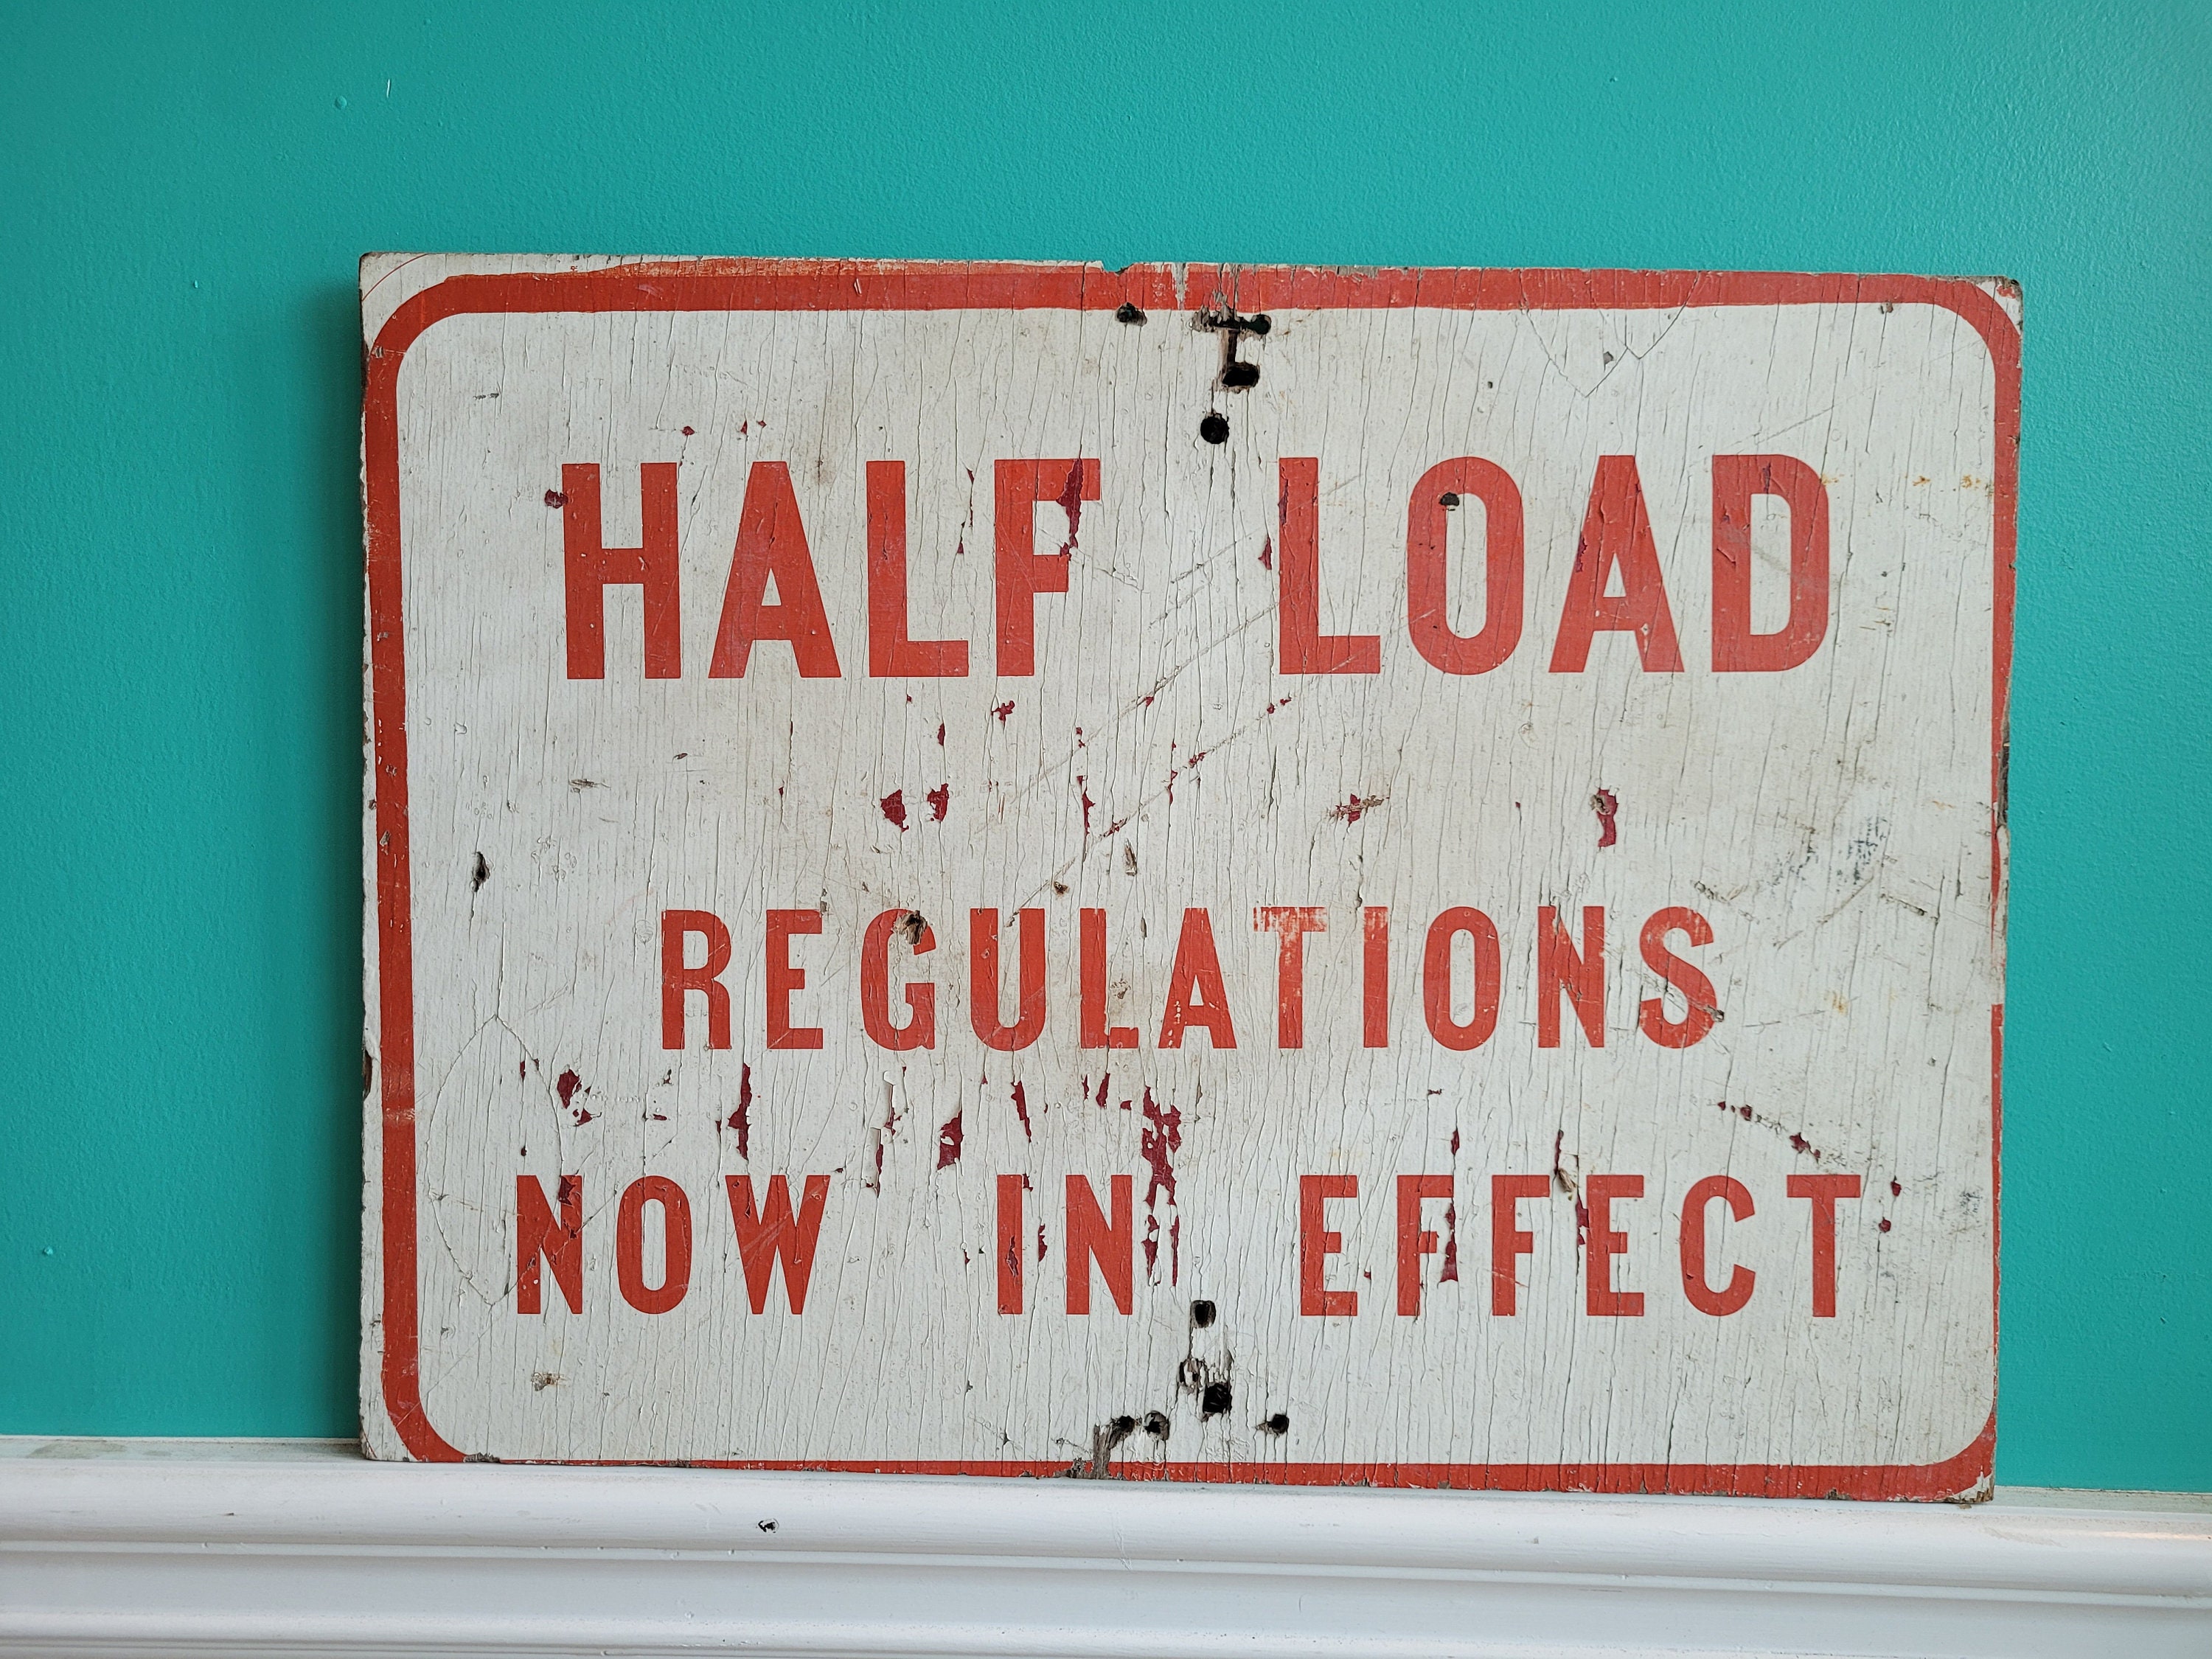 HALF LOAD
REGULATIONS
NOW IN EFFECT